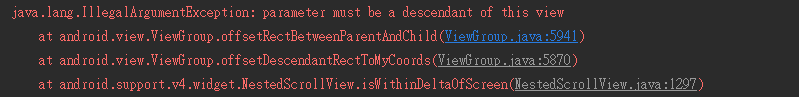 java.lang.IllegalArgumentException: parameter must be a descendant of this view
at android.view.ViewGroup.offsetRectBetweenParentAndChild(ViewGroup.java:5941)
at android.view.ViewGroup.offsetDescendantRectToMyCoords(ViewGroup.java:5870)
at android.support.v4.widget.NestedScrollView.isWithinDeltaOfScreen(NestedScrollView.java:1297)